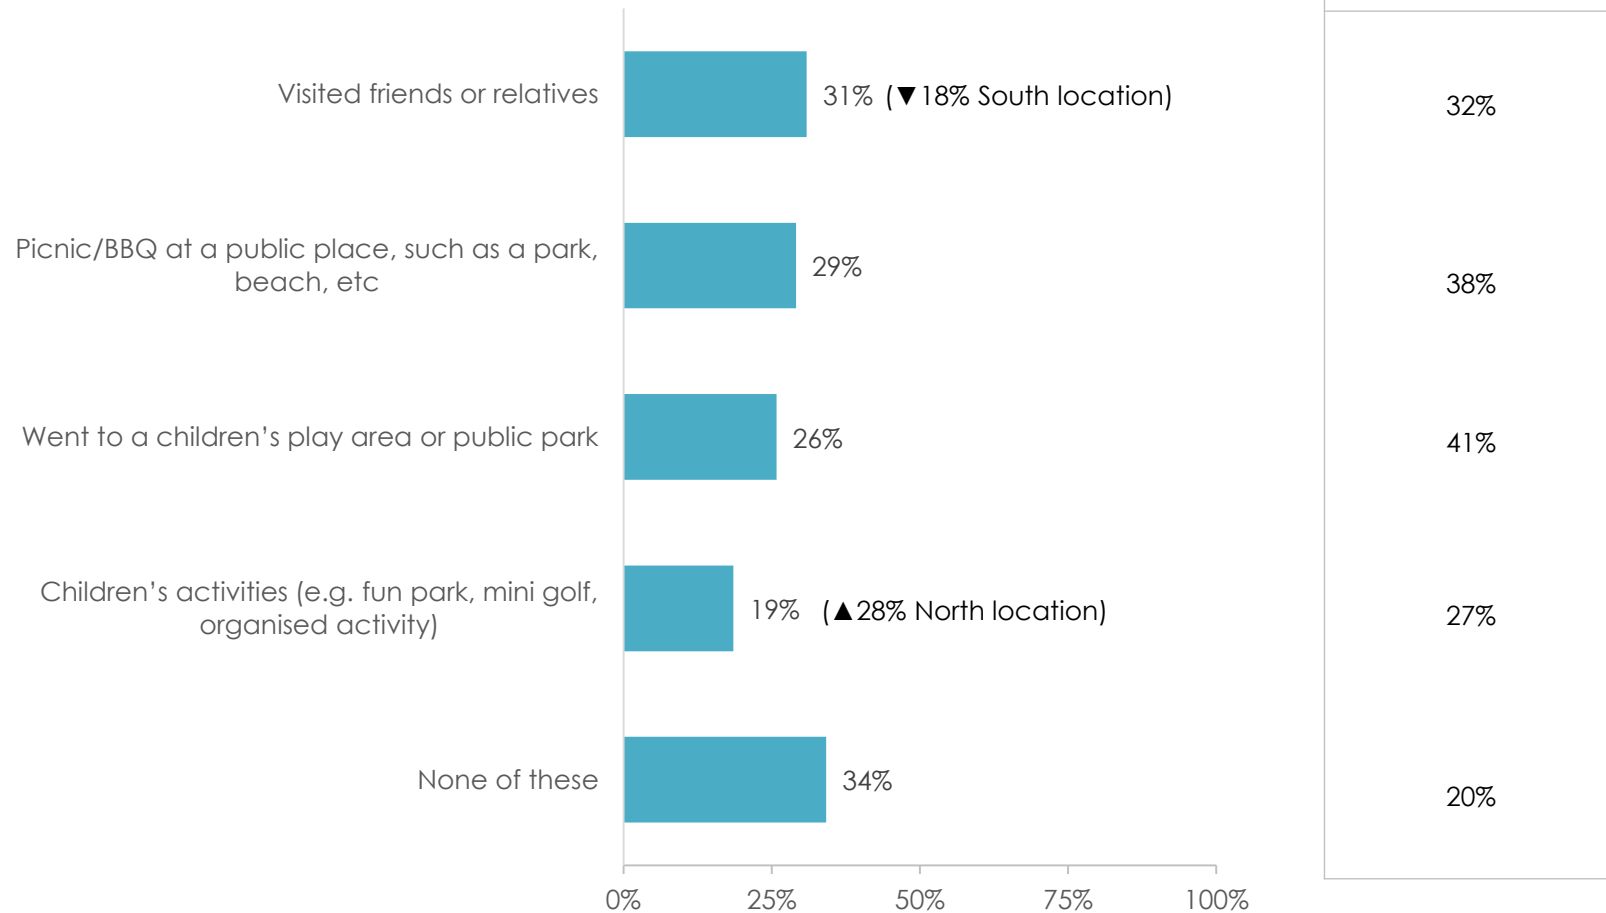 Visited friends or relatives
31% (▼18% South location)
32%
Picnic/BBQ at a public place, such as a park,
beach, etc
29%
38%
Went to a children’s play area or public park
26%
41%
Children’s activities (e.g. fun park, mini golf,
organised activity)
19% (▲28% North location)
27%
None of these
34%
20%
0% 25% 50% 75% 100%